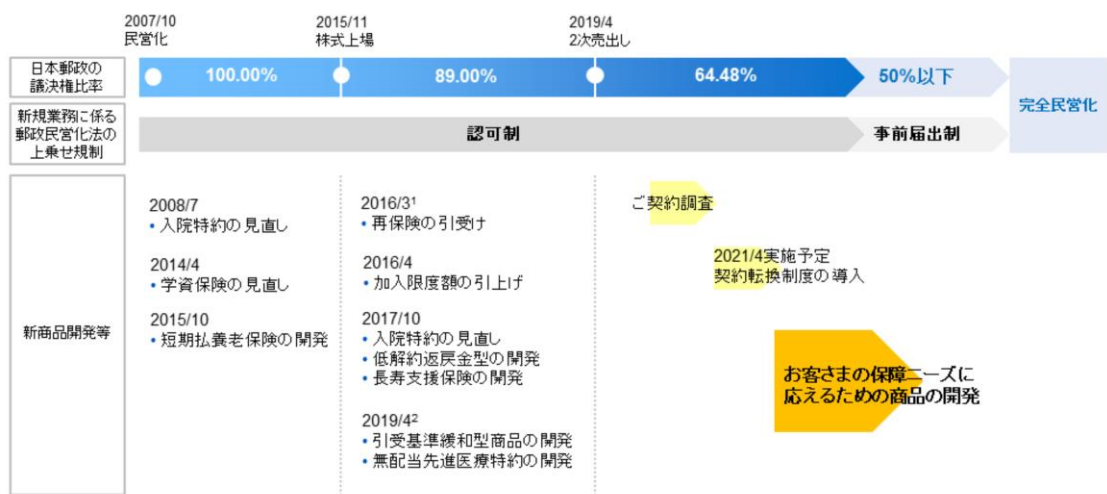 2007/10
民営化
2015/11
株式上場
2019/4
2次売出し
日本郵政の
議決権比率
100.00%
89.00%
64.48%
50%以下
完全民営化
新規業務に係る
郵政民営化法の
上乗せ規制
認可制
事前届出制
新商品開発等
2008/7
•入院特約の見直し
2014/4
•学資保険の見直し
2015/10
•短期払養老保険の開発
2016/3¹
•再保険の引受け
2016/4
•加入限度額の引上げ
2017/10
•入院特約の見直し
•低解約返戻金型の開発
•長寿支援保険の開発
2019/4²
•引受基準緩和型商品の開発
•無配当先進医療特約の開発
ご契約調査
2021/4実施予定
契約転換制度の導入
お客さまの保障ニーズに
応えるための商品の開発